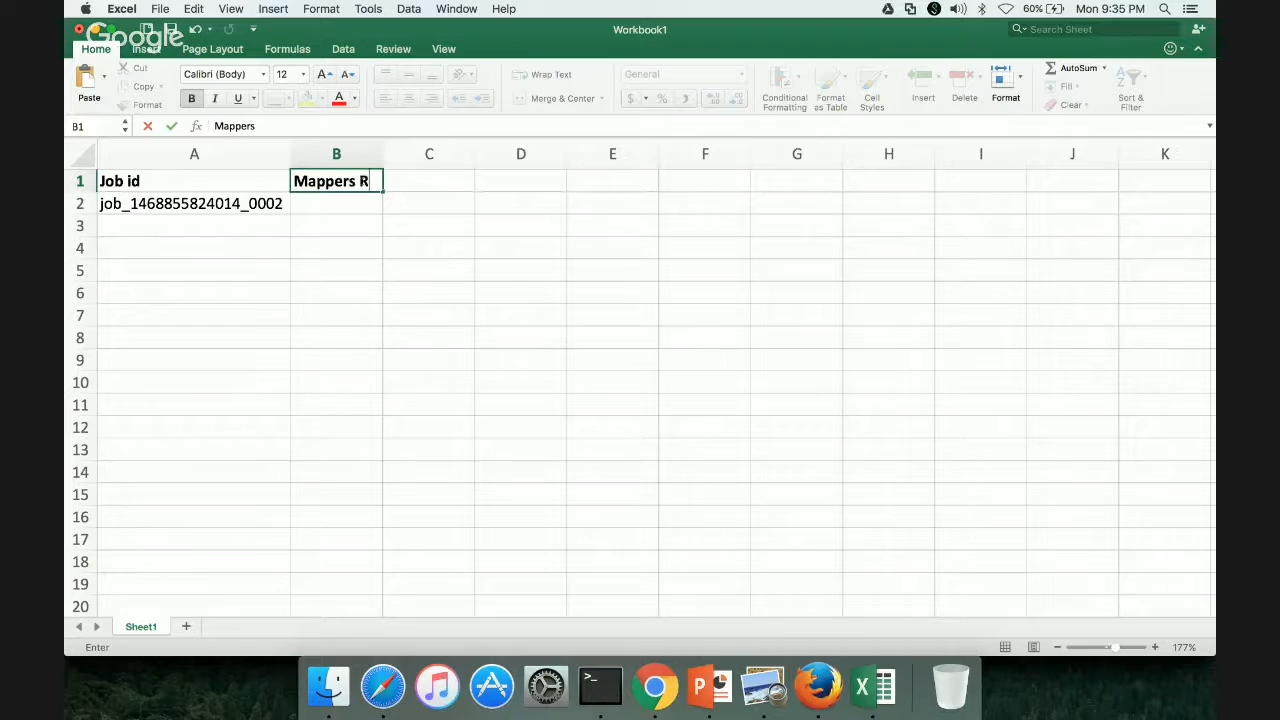 Excel File Edit View Insert Format Tools Data Window Help 60% Mon 9:35 PM
Google
Workbook1
Search Sheet
Home Insert Page Layout Formulas Data Review View
Cut
Copy
Format
Paste
Calibri (Body) 12 A A
B I U A
Wrap Text
Merge & Center
General
$ % )
Conditional Formatting
Format as Table
Cell Styles
Insert
Delete
Format
AutoSum
Fill
Clear
Sort & Filter
B1 fx Mappers
A B C D E F G H I J K
1 Job id Mappers R
2 job_1468855824014_0002
3
4
5
6
7
8
9
10
11
12
13
14
15
16
17
18
19
20
Sheet1 +
Enter 177%